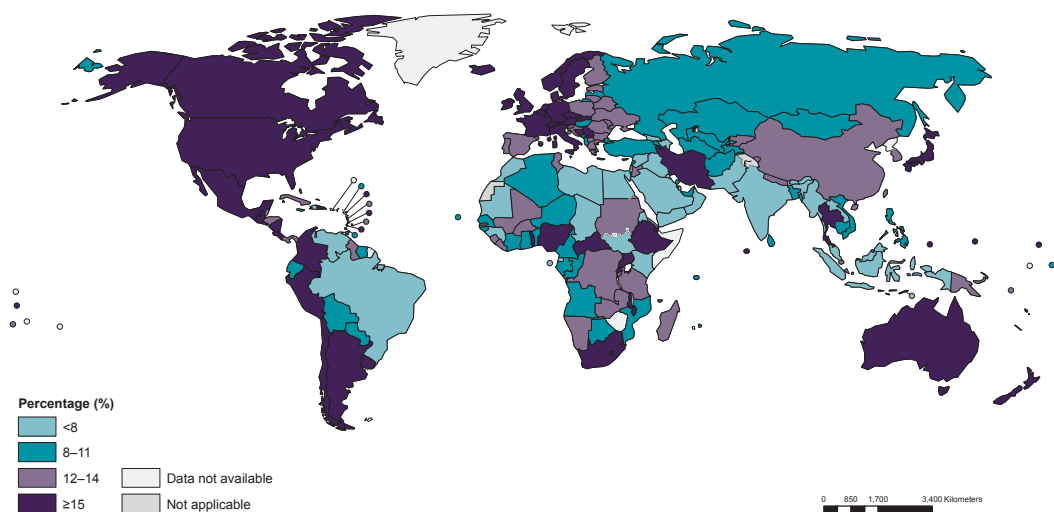 Percentage (%)
<8
8–11
12–14
≥15
Data not available
Not applicable
0 850 1,700 3,400 Kilometers